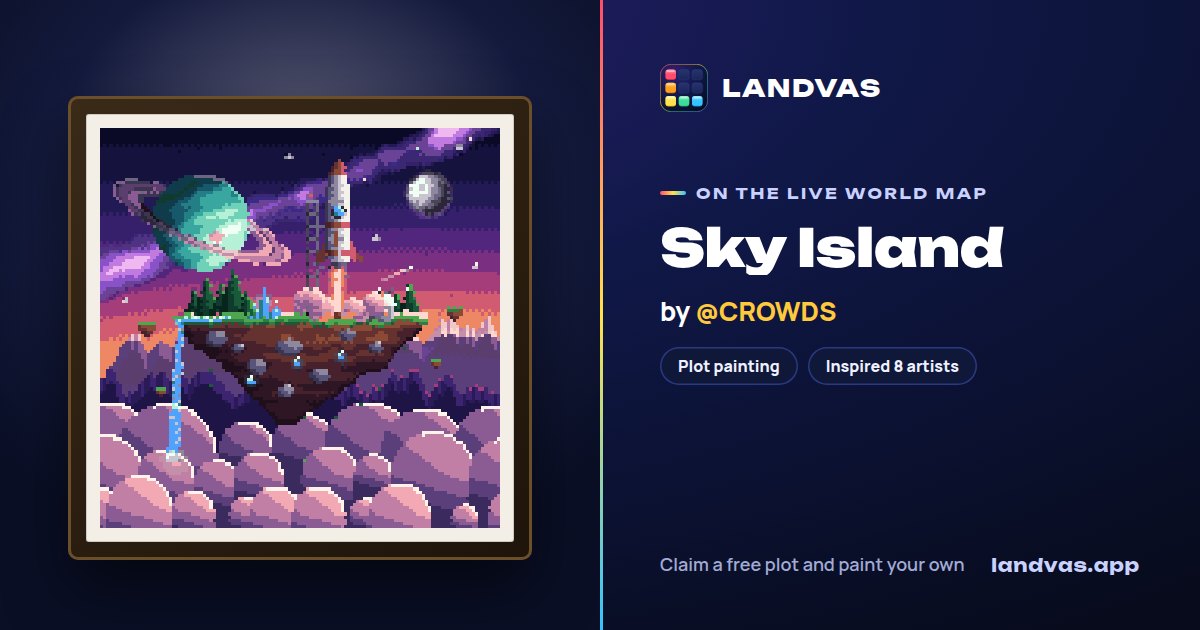 LANDVAS
ON THE LIVE WORLD MAP
Sky Island
by @CROWDS
Plot painting
Inspired 8 artists
Claim a free plot and paint your own
landvas.app